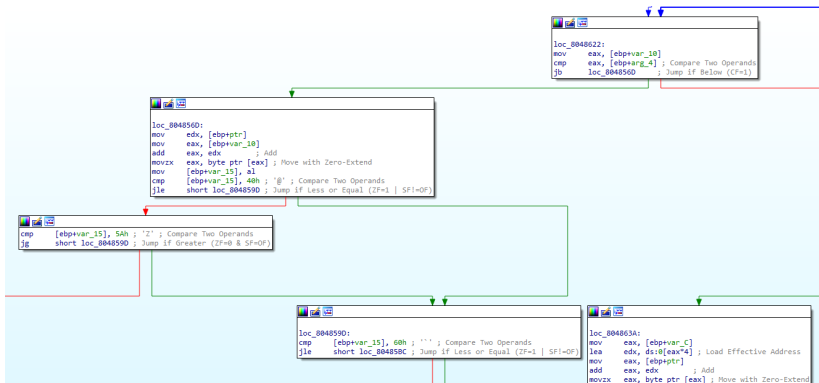 loc_8048622:
mov eax, [ebp+var_10]
cmp eax, [ebp+arg_4] ; Compare Two Operands
jb loc_804856D ; Jump if Below (CF=1)
loc_804856D:
mov edx, [ebp+ptr]
mov eax, [ebp+var_10]
add eax, edx ; Add
movzx eax, byte ptr [eax] ; Move with Zero-Extend
mov [ebp+var_15], al
cmp [ebp+var_15], 40h ; '@' ; Compare Two Operands
jle short loc_804859D ; Jump if Less or Equal (ZF=1 | SF!=OF)
cmp [ebp+var_15], 5Ah ; 'Z' ; Compare Two Operands
jg short loc_804859D ; Jump if Greater (ZF=0 & SF=OF)
loc_804859D:
cmp [ebp+var_15], 60h ; '`' ; Compare Two Operands
jle short loc_80485BC ; Jump if Less or Equal (ZF=1 | SF!=OF)
loc_804863A:
mov eax, [ebp+var_C]
lea edx, ds:0[eax*4] ; Load Effective Address
mov eax, [ebp+ptr]
add eax, edx ; Add
movzx eax, byte ptr [eax] ; Move with Zero-Extend